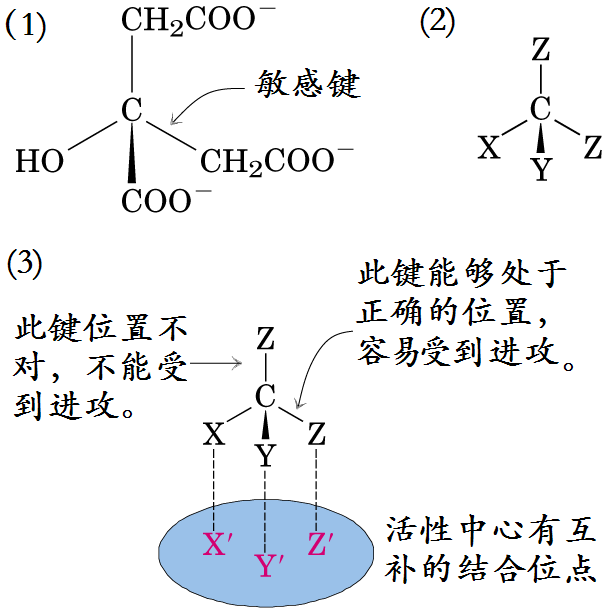 (1)
CH₂COO⁻
敏感键
C
HO
CH₂COO⁻
COO⁻
(2)
Z
C
X
Y
Z
(3)
此键位置不
对，不能受
到进攻。
此键能够处于
正确的位置，
容易受到进攻。
Z
C
X
Y
Z
X′
Y′
Z′
活性中心有互
补的结合位点